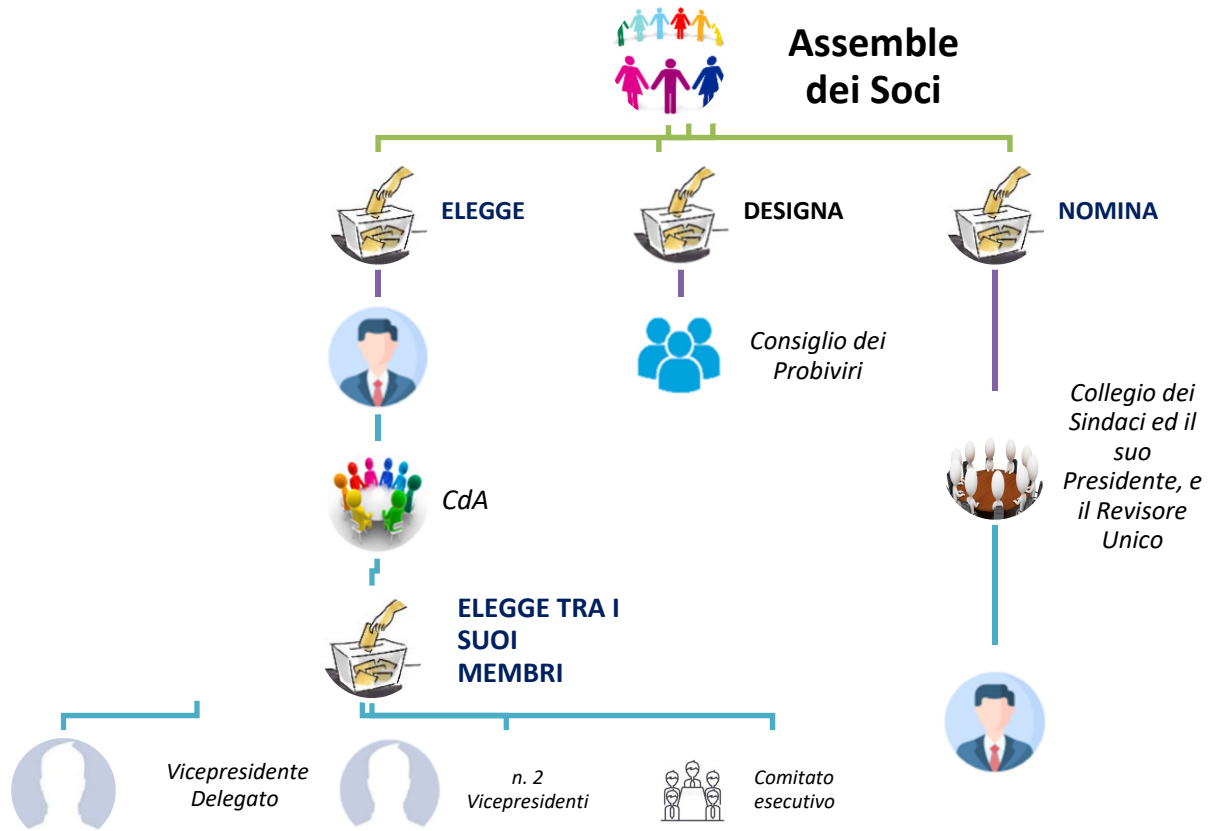 Assemble
dei Soci
ELEGGE
DESIGNA
NOMINA
Consiglio dei
Probiviri
Collegio dei
Sindaci ed il
suo
Presidente, e
il Revisore
Unico
CdA
ELEGGE TRA I
SUOI
MEMBRI
Vicepresidente
Delegato
n. 2
Vicepresidenti
Comitato
esecutivo